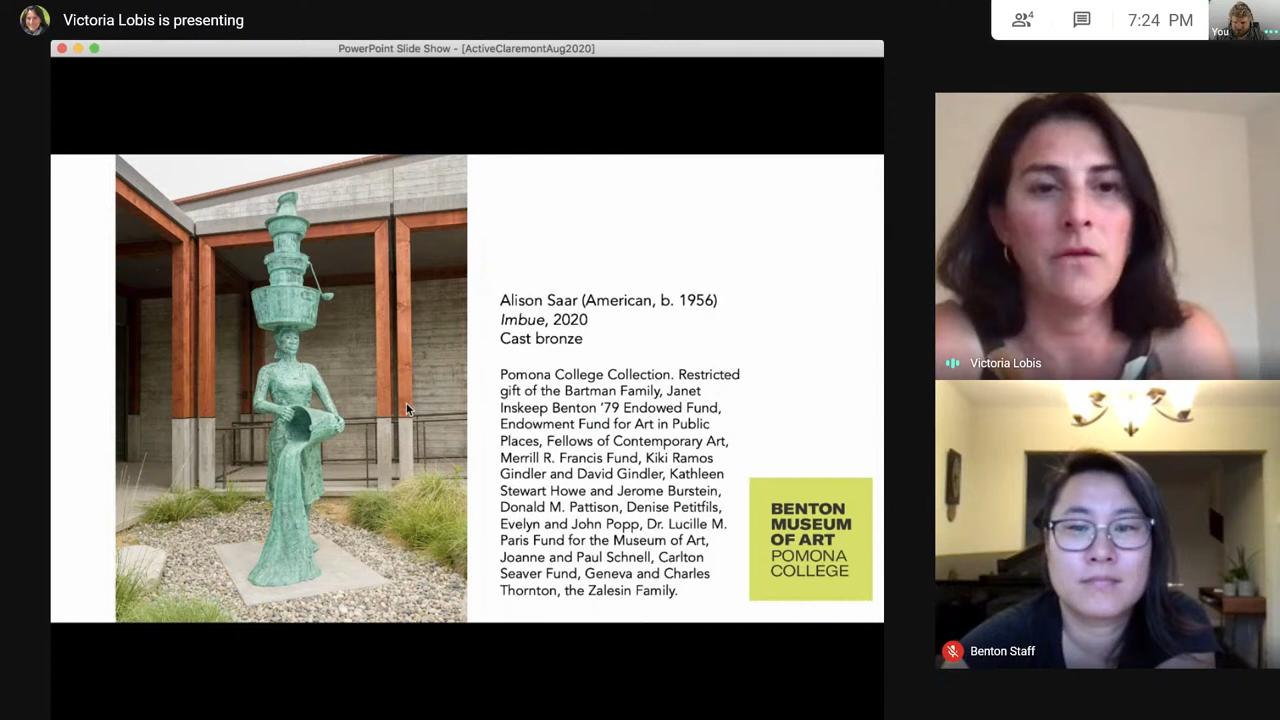 Victoria Lobis is presenting
4
7:24 PM
You
PowerPoint Slide Show - [ActiveClaremontAug2020]
Alison Saar (American, b. 1956)
Imbue, 2020
Cast bronze
Pomona College Collection. Restricted
gift of the Bartman Family, Janet
Inskeep Benton ’79 Endowed Fund,
Endowment Fund for Art in Public
Places, Fellows of Contemporary Art,
Merrill R. Francis Fund, Kiki Ramos
Gindler and David Gindler, Kathleen
Stewart Howe and Jerome Burstein,
Donald M. Pattison, Denise Petitfils,
Evelyn and John Popp, Dr. Lucille M.
Paris Fund for the Museum of Art,
Joanne and Paul Schnell, Carlton
Seaver Fund, Geneva and Charles
Thornton, the Zalesin Family.
BENTON
MUSEUM
OF ART
POMONA
COLLEGE
Victoria Lobis
Benton Staff